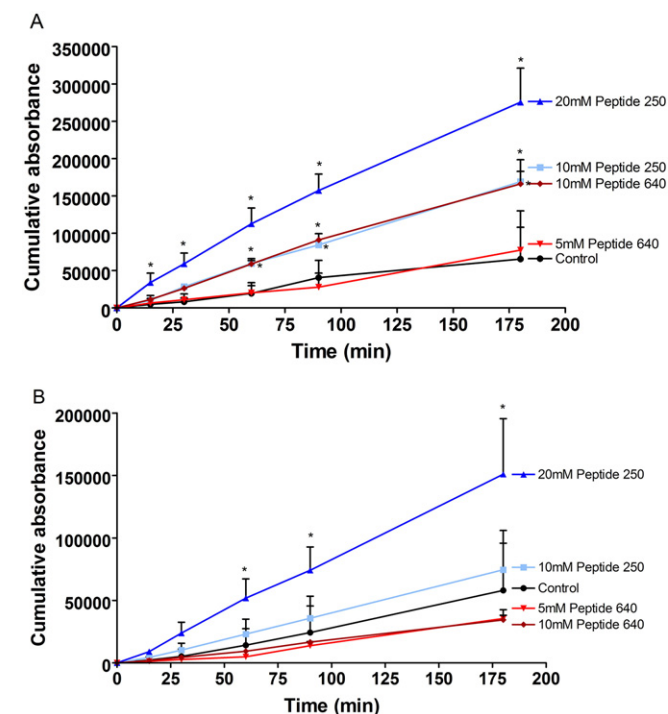 A
350000
300000
250000
200000
150000
100000
50000
0
Cumulative absorbance
* * * * * * * * * *
20mM Peptide 250
10mM Peptide 250
10mM Peptide 640
5mM Peptide 640
Control
0 25 50 75 100 125 150 175 200
Time (min)
B
200000
150000
100000
50000
0
Cumulative absorbance
* * *
20mM Peptide 250
10mM Peptide 250
Control
5mM Peptide 640
10mM Peptide 640
0 25 50 75 100 125 150 175 200
Time (min)